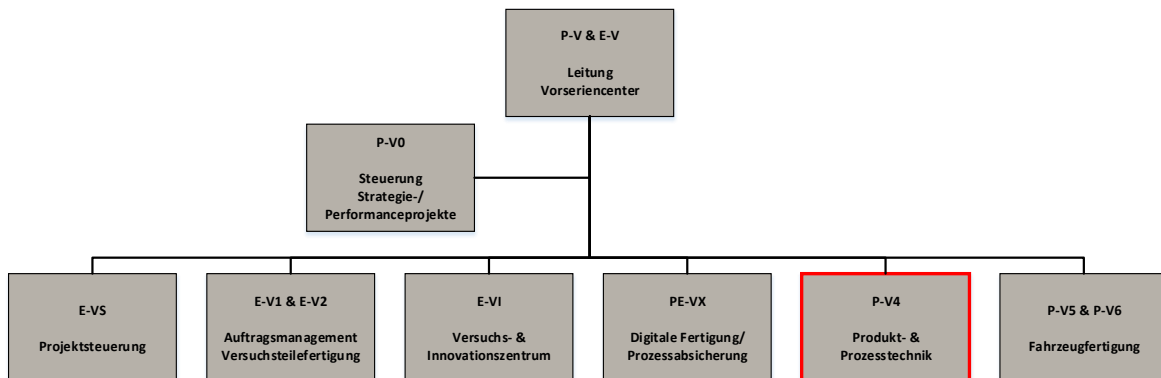 P-V & E-V
Leitung
Vorseriencenter
P-V0
Steuerung
Strategie-/
Performanceprojekte
E-VS
Projektsteuerung
E-V1 & E-V2
Auftragsmanagement
Versuchsteilefertigung
E-VI
Versuchs- &
Innovationszentrum
PE-VX
Digitale Fertigung/
Prozessabsicherung
P-V4
Produkt- &
Prozesstechnik
P-V5 & P-V6
Fahrzeugfertigung